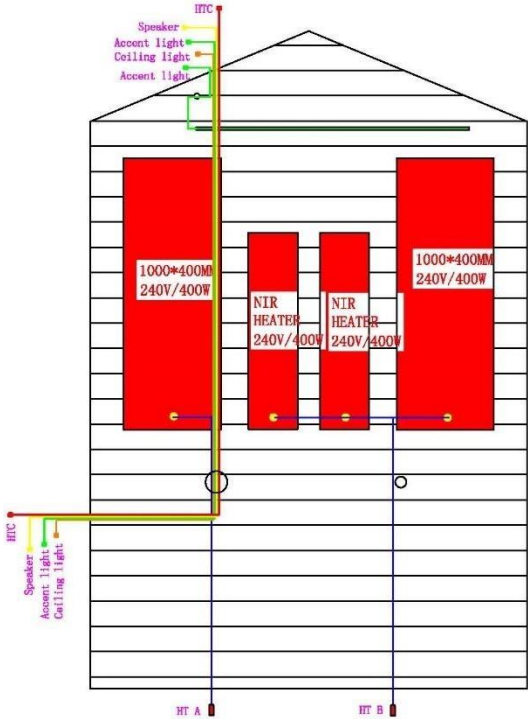 HTC
Speaker
Accent light
Ceiling light
Accent light
1000*400MM
240V/400W
NIR
HEATER
240V/400W
NIR
HEATER
240V/400W
1000*400MM
240V/400W
HTC
Speaker
Accent light
Ceiling light
HT A
HT B